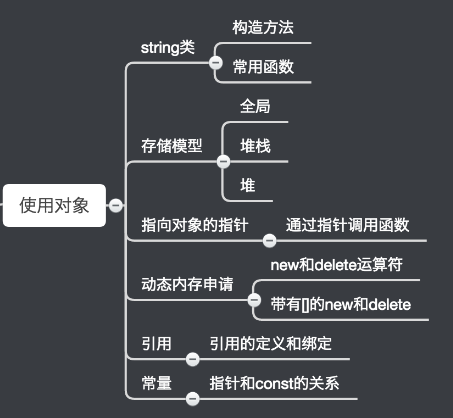 使用对象
string类
构造方法
常用函数
存储模型
全局
堆栈
堆
指向对象的指针
通过指针调用函数
动态内存申请
new和delete运算符
带有[]的new和delete
引用
引用的定义和绑定
常量
指针和const的关系